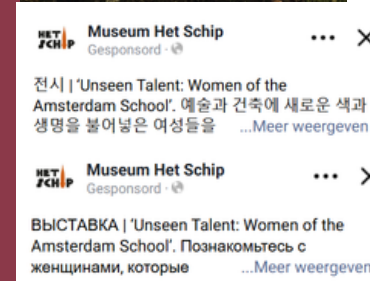 HET SCHIP
Museum Het Schip
Gesponsord ·
전시 | ‘Unseen Talent: Women of the
Amsterdam School’. 예술과 건축에 새로운 색과
생명을 불어넣은 여성들을 ...Meer weergeven
HET SCHIP
Museum Het Schip
Gesponsord ·
ВЫСТАВКА | ‘Unseen Talent: Women of the
Amsterdam School’. Познакомьтесь с
женщинами, которые ...Meer weergeven